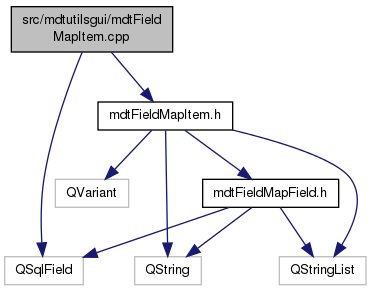 src/mdtutilsgui/mdtField
MapItem.cpp
mdtFieldMapItem.h
QVariant
mdtFieldMapField.h
QSqlField
QString
QStringList